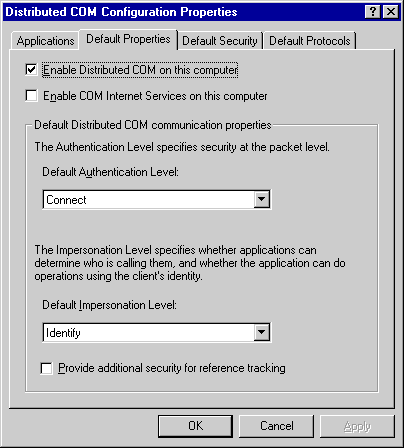 Distributed COM Configuration Properties
Applications Default Properties Default Security Default Protocols
Enable Distributed COM on this computer
Enable COM Internet Services on this computer
Default Distributed COM communication properties
The Authentication Level specifies security at the packet level.
Default Authentication Level:
Connect
The Impersonation Level specifies whether applications can
determine who is calling them, and whether the application can do
operations using the client's identity.
Default Impersonation Level:
Identify
Provide additional security for reference tracking
OK Cancel Apply